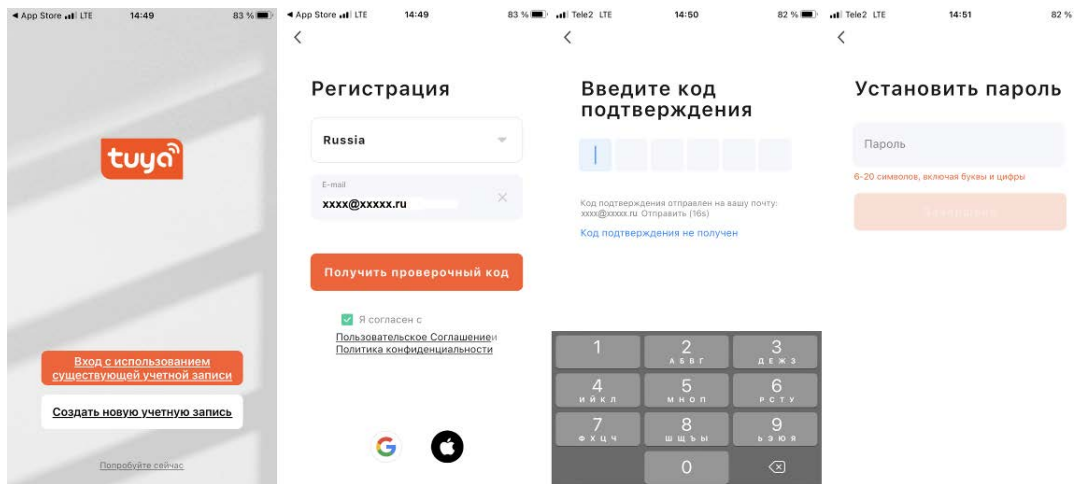 App Store LTE 14:49 83 %
tuya
Вход с использованием
существующей учетной записи
Создать новую учетную запись
Попробуйте сейчас
App Store LTE 14:49 83 %
Регистрация
Russia
E-mail
xxxx@xxxxx.ru
Получить проверочный код
Я согласен с
Пользовательское Соглашениеи
Политика конфиденциальности
Tele2 LTE 14:50 82 %
Введите код
подтверждения
Код подтверждения отправлен на вашу почту:
xxxx@xxxxx.ru Отправить (16s)
Код подтверждения не получен
1 2 3
А Б В Г Д Е Ж З
4 5 6
И Й К Л М Н О П Р С Т У
7 8 9
Ф Х Ц Ч Ш Щ Ъ Ы Ь Э Ю Я
0
Tele2 LTE 14:51 82 %
Установить пароль
Пароль
6-20 символов, включая буквы и цифры